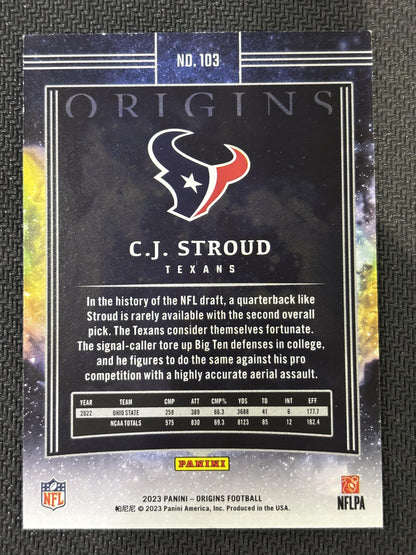 NO. 103
ORIGINS
C.J. STROUD
TEXANS
In the history of the NFL draft, a quarterback like
Stroud is rarely available with the second overall
pick. The Texans consider themselves fortunate.
The signal-caller tore up Big Ten defenses in college,
and he figures to do the same against his pro
competition with a highly accurate aerial assault.
YEAR TEAM CMP ATT CMP% YDS TD INT EFF
2022 OHIO STATE 258 389 66.3 3688 41 6 177.7
NCAA TOTALS 575 830 69.3 8123 85 12 182.4
PANINI
2023 PANINI – ORIGINS FOOTBALL
帕尼尼 © 2023 Panini America, Inc. Produced in the USA.
NFL
NFLPA